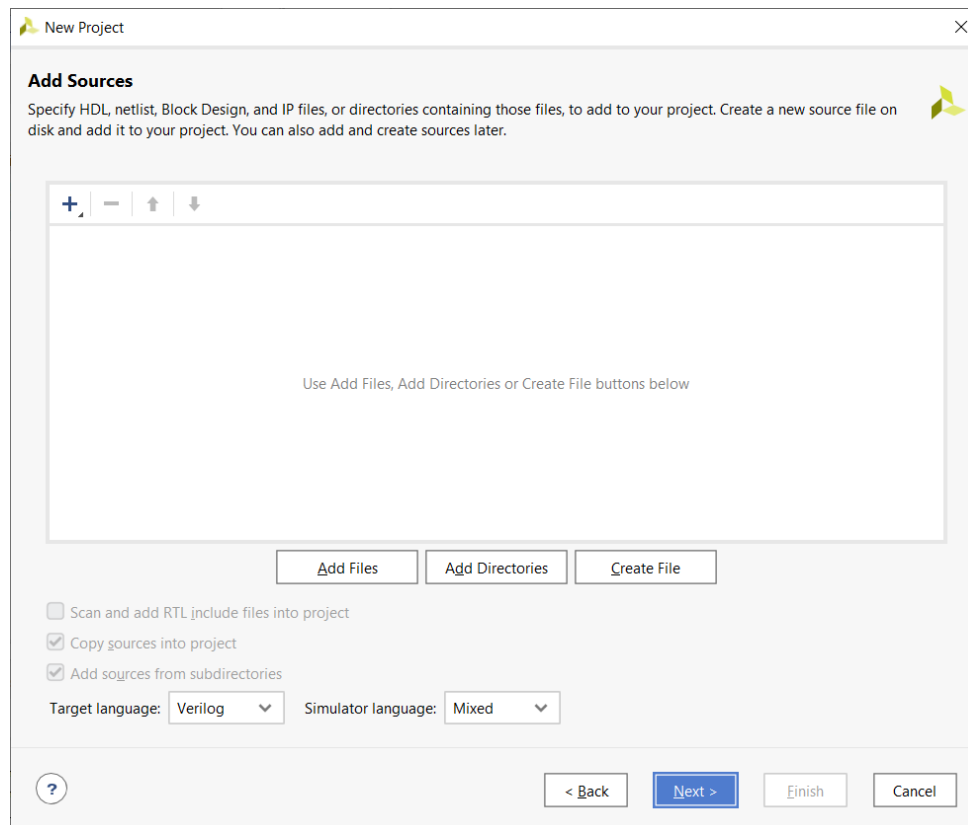 New Project
Add Sources
Specify HDL, netlist, Block Design, and IP files, or directories containing those files, to add to your project. Create a new source file on
disk and add it to your project. You can also add and create sources later.
Use Add Files, Add Directories or Create File buttons below
Add Files Add Directories Create File
Scan and add RTL include files into project
Copy sources into project
Add sources from subdirectories
Target language: Verilog Simulator language: Mixed
? < Back Next > Finish Cancel